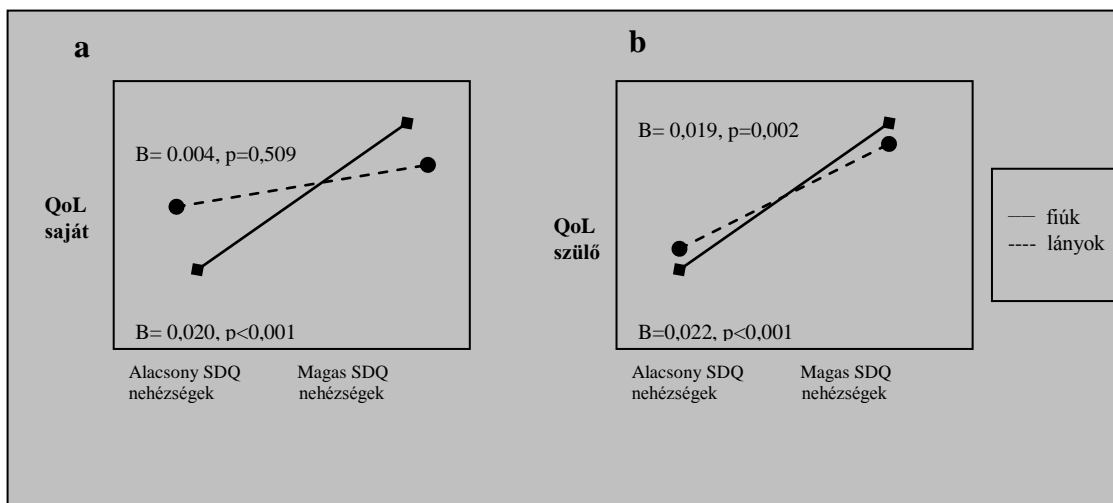 a
B= 0.004, p=0,509
QoL
saját
B= 0,020, p<0,001
Alacsony SDQ
nehézségek
Magas SDQ
nehézségek
b
B= 0,019, p=0,002
QoL
szülő
B=0,022, p<0,001
Alacsony SDQ
nehézségek
Magas SDQ
nehézségek
fiúk
---- lányok